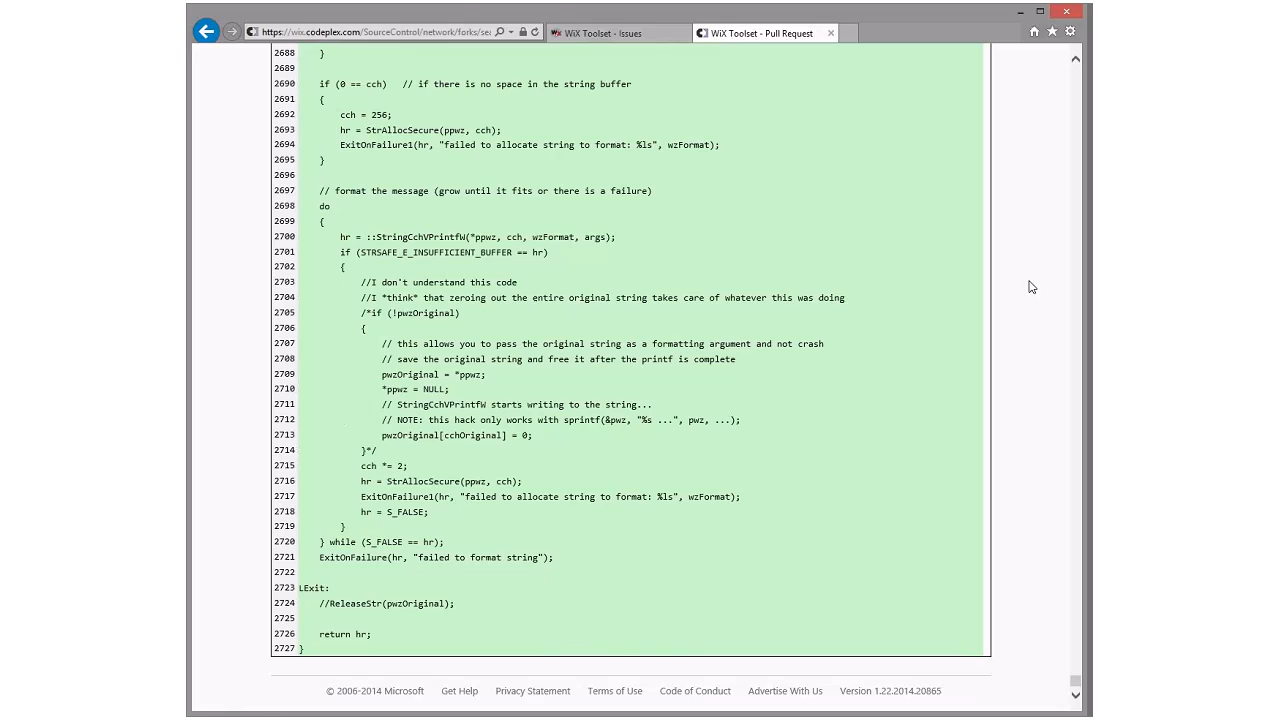 https://wix.codeplex.com/SourceControl/network/forks/se
WiX Toolset - Issues
WiX Toolset - Pull Request
2688 }
2689
2690 if (0 == cch) // if there is no space in the string buffer
2691 {
2692 cch = 256;
2693 hr = StrAllocSecure(ppwz, cch);
2694 ExitOnFailure1(hr, "failed to allocate string to format: %ls", wzFormat);
2695 }
2696
2697 // format the message (grow until it fits or there is a failure)
2698 do
2699 {
2700 hr = ::StringCchVPrintfW(*ppwz, cch, wzFormat, args);
2701 if (STRSAFE_E_INSUFFICIENT_BUFFER == hr)
2702 {
2703 //I don't understand this code
2704 //I *think* that zeroing out the entire original string takes care of whatever this was doing
2705 /*if (!pwzOriginal)
2706 {
2707 // this allows you to pass the original string as a formatting argument and not crash
2708 // save the original string and free it after the printf is complete
2709 pwzOriginal = *ppwz;
2710 *ppwz = NULL;
2711 // StringCchVPrintfW starts writing to the string...
2712 // NOTE: this hack only works with sprintf(&pwz, "%s ...", pwz, ...);
2713 pwzOriginal[cchOriginal] = 0;
2714 }*/
2715 cch *= 2;
2716 hr = StrAllocSecure(ppwz, cch);
2717 ExitOnFailure1(hr, "failed to allocate string to format: %ls", wzFormat);
2718 hr = S_FALSE;
2719 }
2720 } while (S_FALSE == hr);
2721 ExitOnFailure(hr, "failed to format string");
2722
2723 LExit:
2724 //ReleaseStr(pwzOriginal);
2725
2726 return hr;
2727 }
© 2006-2014 Microsoft Get Help Privacy Statement Terms of Use Code of Conduct Advertise With Us Version 1.22.2014.20865